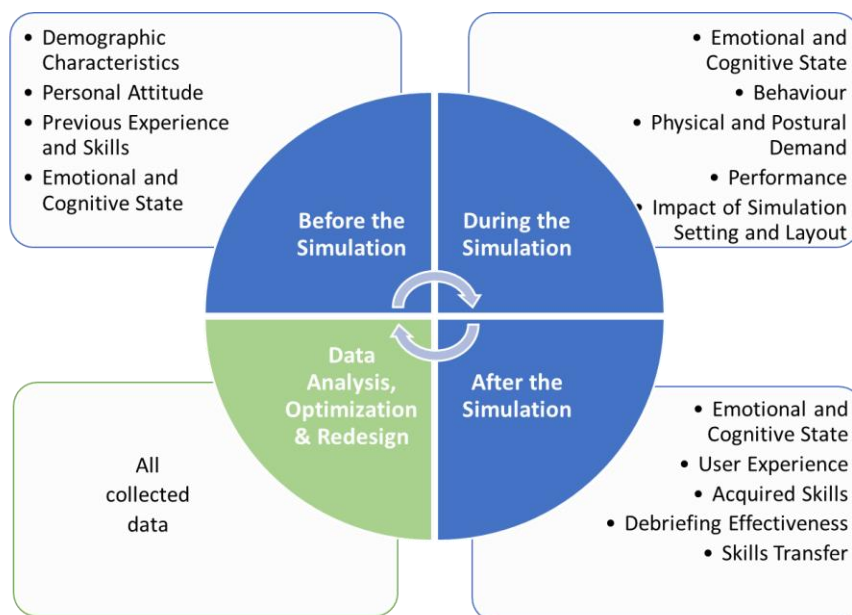 • Demographic
Characteristics
• Personal Attitude
• Previous Experience
and Skills
• Emotional and
Cognitive State
• Emotional and
Cognitive State
• Behaviour
• Physical and Postural
Demand
• Performance
• Impact of Simulation
Setting and Layout
Before the
Simulation
During the
Simulation
Data
Analysis,
Optimization
& Redesign
After the
Simulation
All
collected
data
• Emotional and
Cognitive State
• User Experience
• Acquired Skills
• Debriefing Effectiveness
• Skills Transfer